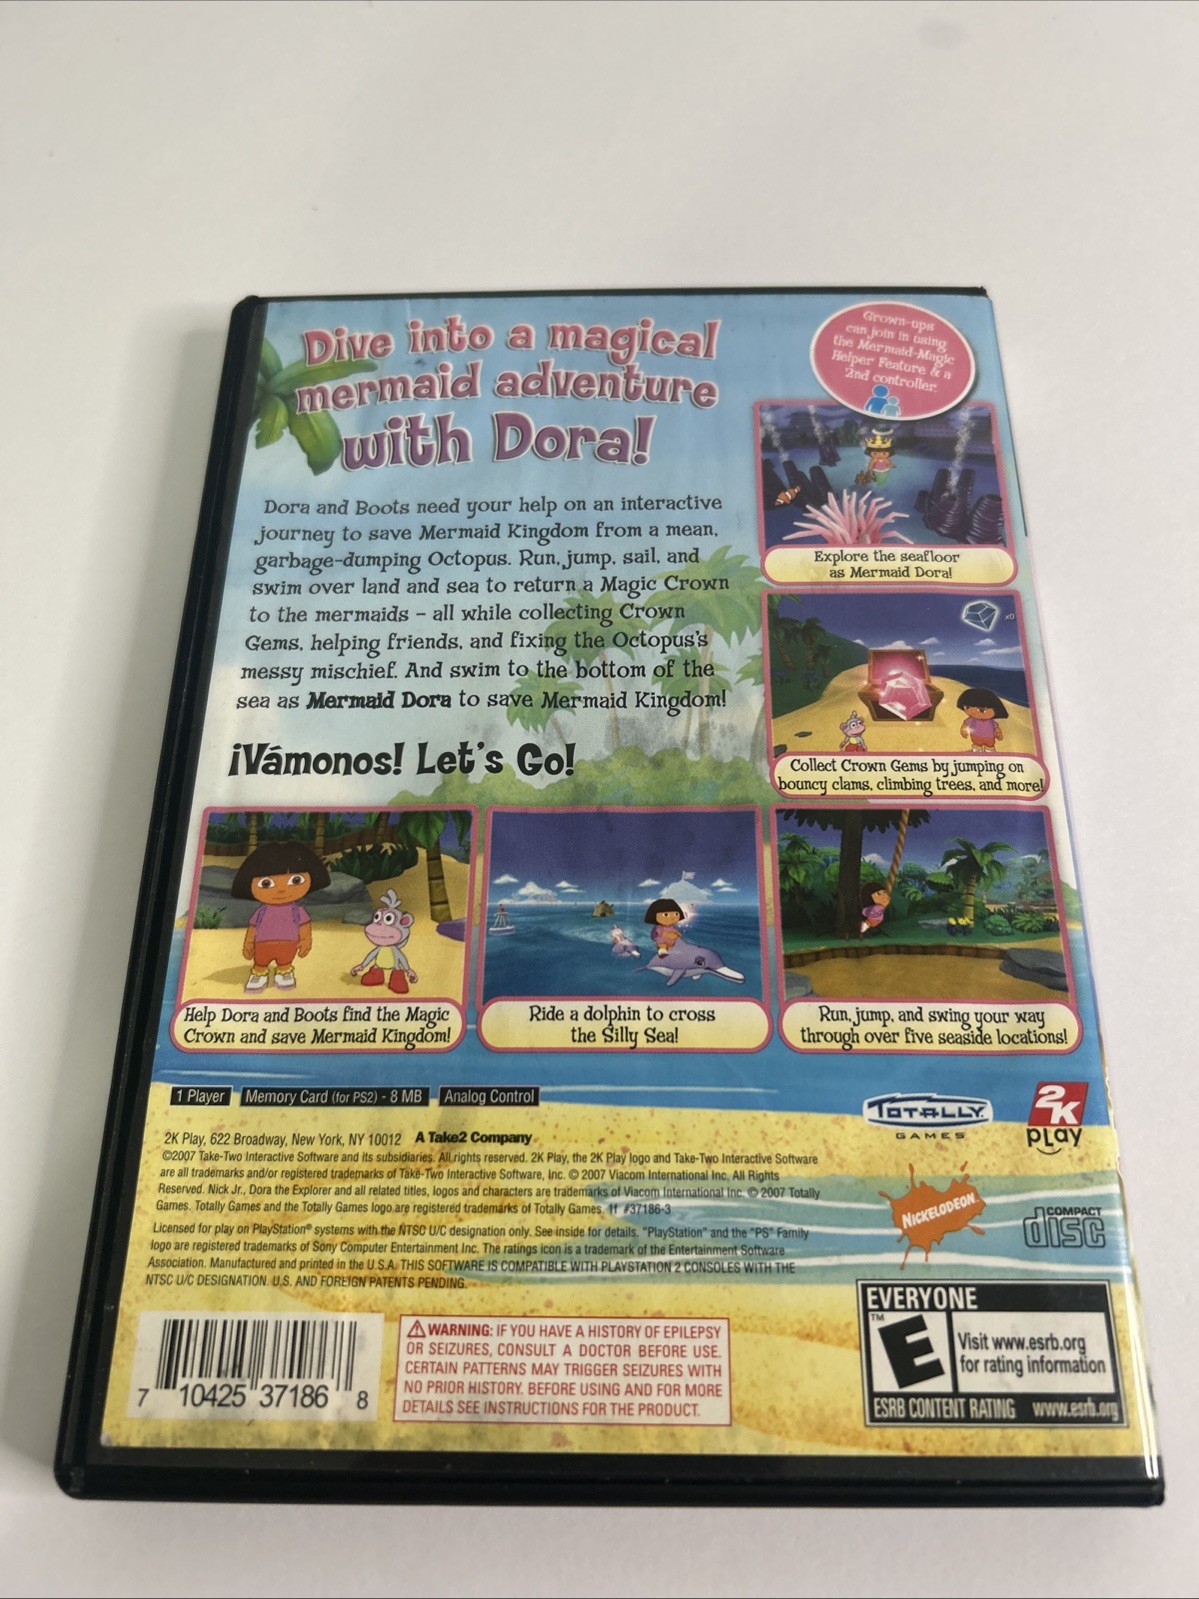 Dive into a magical
mermaid adventure
with Dora!
Grown-ups
can join in using
the Mermaid-Magic
Helper Feature & a
2nd controller.
Dora and Boots need your help on an interactive
journey to save Mermaid Kingdom from a mean,
garbage-dumping Octopus. Run, jump, sail, and
swim over land and sea to return a Magic Crown
to the mermaids – all while collecting Crown
Gems, helping friends, and fixing the Octopus's
messy mischief. And swim to the bottom of the
sea as Mermaid Dora to save Mermaid Kingdom!
¡Vámonos! Let's Go!
Explore the seafloor
as Mermaid Dora!
x0
Collect Crown Gems by jumping on
bouncy clams, climbing trees, and more!
Help Dora and Boots find the Magic
Crown and save Mermaid Kingdom!
Ride a dolphin to cross
the Silly Sea!
Run, jump, and swing your way
through over five seaside locations!
1 Player
Memory Card (for PS2) - 8 MB
Analog Control
TOTALLY
GAMES
2K
play
2K Play, 622 Broadway, New York, NY 10012 A Take2 Company
©2007 Take-Two Interactive Software and its subsidiaries. All rights reserved. 2K Play, the 2K Play logo and Take-Two Interactive Software
are all trademarks and/or registered trademarks of Take-Two Interactive Software, Inc. © 2007 Viacom International Inc. All Rights
Reserved. Nick Jr., Dora the Explorer and all related titles, logos and characters are trademarks of Viacom International Inc. © 2007 Totally
Games. Totally Games and the Totally Games logo are registered trademarks of Totally Games. #37186-3
Licensed for play on PlayStation® systems with the NTSC U/C designation only. See inside for details. "PlayStation" and the "PS" Family
logo are registered trademarks of Sony Computer Entertainment Inc. The ratings icon is a trademark of the Entertainment Software
Association. Manufactured and printed in the U.S.A. THIS SOFTWARE IS COMPATIBLE WITH PLAYSTATION 2 CONSOLES WITH THE
NTSC U/C DESIGNATION. U.S. AND FOREIGN PATENTS PENDING.
NICKELODEON
COMPACT
disc
7 10425 37186 8
WARNING: IF YOU HAVE A HISTORY OF EPILEPSY
OR SEIZURES, CONSULT A DOCTOR BEFORE USE.
CERTAIN PATTERNS MAY TRIGGER SEIZURES WITH
NO PRIOR HISTORY. BEFORE USING AND FOR MORE
DETAILS SEE INSTRUCTIONS FOR THE PRODUCT.
EVERYONE
™
E
Visit www.esrb.org
for rating information
ESRB CONTENT RATING www.esrb.org